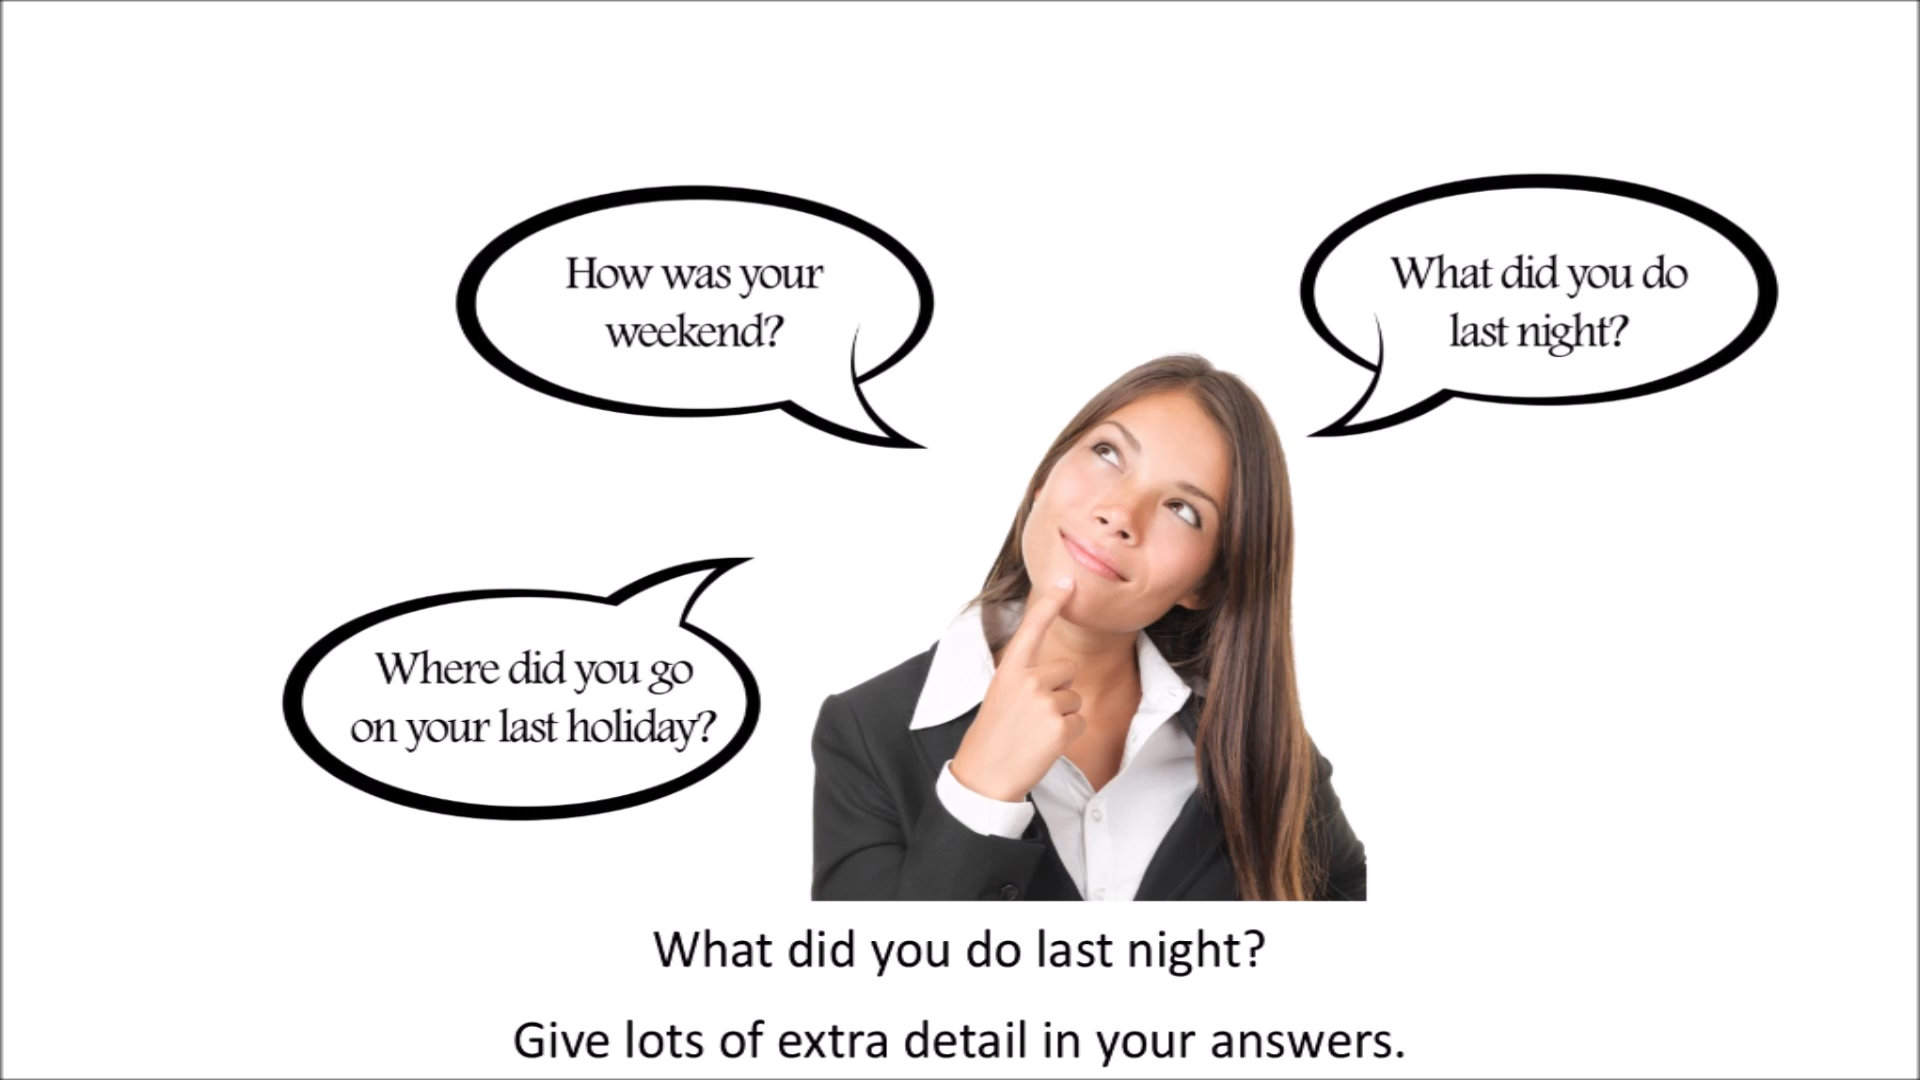 How was your
weekend?
What did you do
last night?
Where did you go
on your last holiday?
What did you do last night?
Give lots of extra detail in your answers.